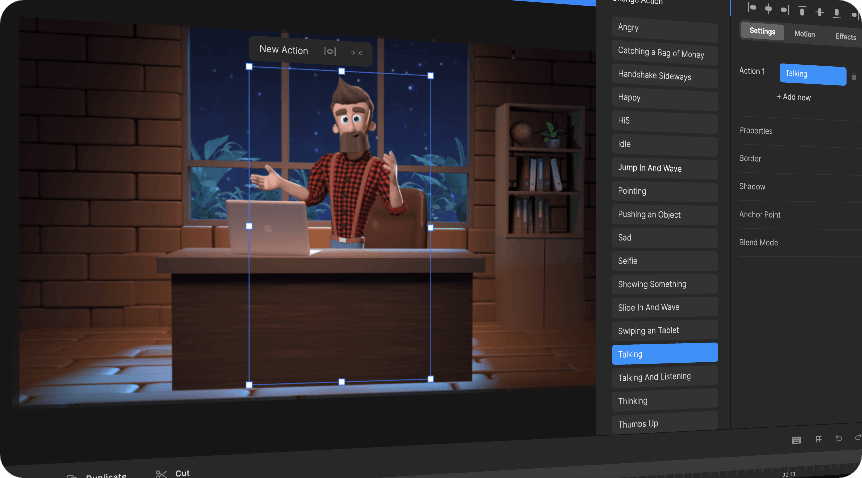 Change Action
New Action
Angry
Catching a Bag of Money
Handshake Sideways
Happy
Hi5
Idle
Jump In And Wave
Pointing
Pushing an Object
Sad
Selfie
Showing Something
Slide In And Wave
Swiping an Tablet
Talking
Talking And Listening
Thinking
Thumbs Up
Settings
Motion
Effects
Action 1
Talking
+ Add new
Properties
Border
Shadow
Anchor Point
Blend Mode
Duplicate
Cut